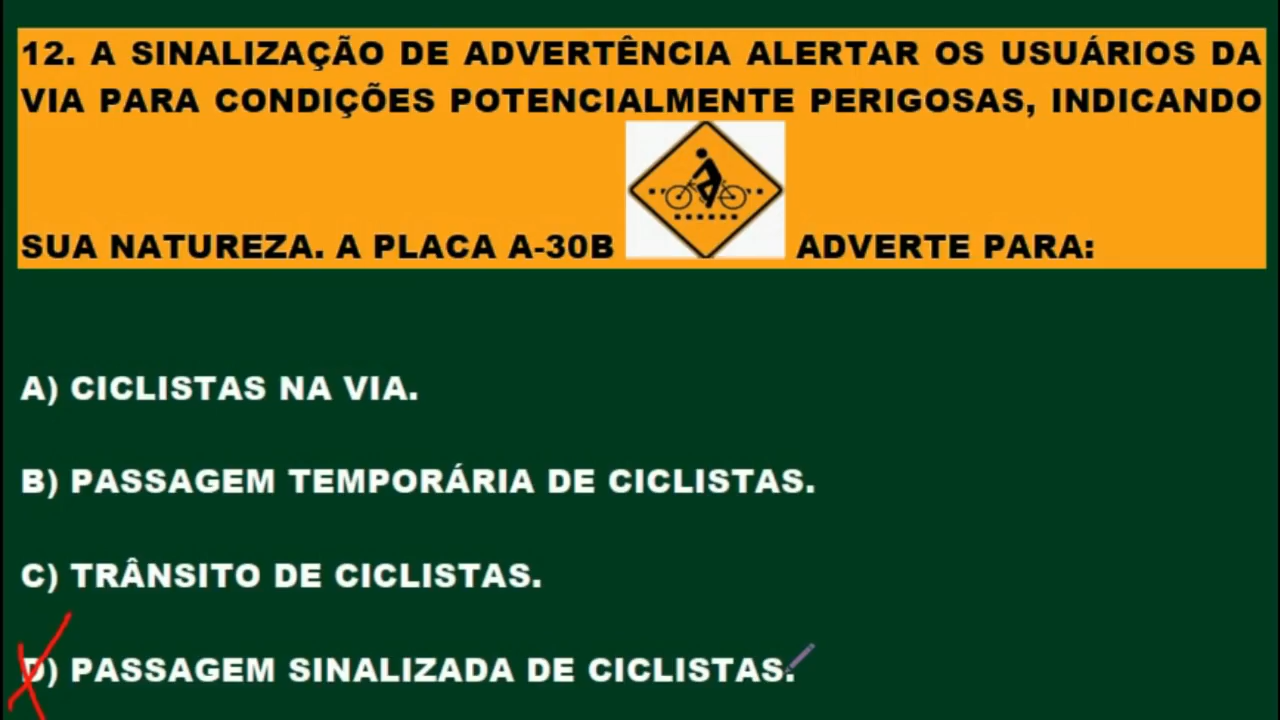 12. A SINALIZAÇÃO DE ADVERTÊNCIA ALERTAR OS USUÁRIOS DA
VIA PARA CONDIÇÕES POTENCIALMENTE PERIGOSAS, INDICANDO
SUA NATUREZA. A PLACA A-30B ADVERTE PARA:
A) CICLISTAS NA VIA.
B) PASSAGEM TEMPORÁRIA DE CICLISTAS.
C) TRÂNSITO DE CICLISTAS.
D) PASSAGEM SINALIZADA DE CICLISTAS.